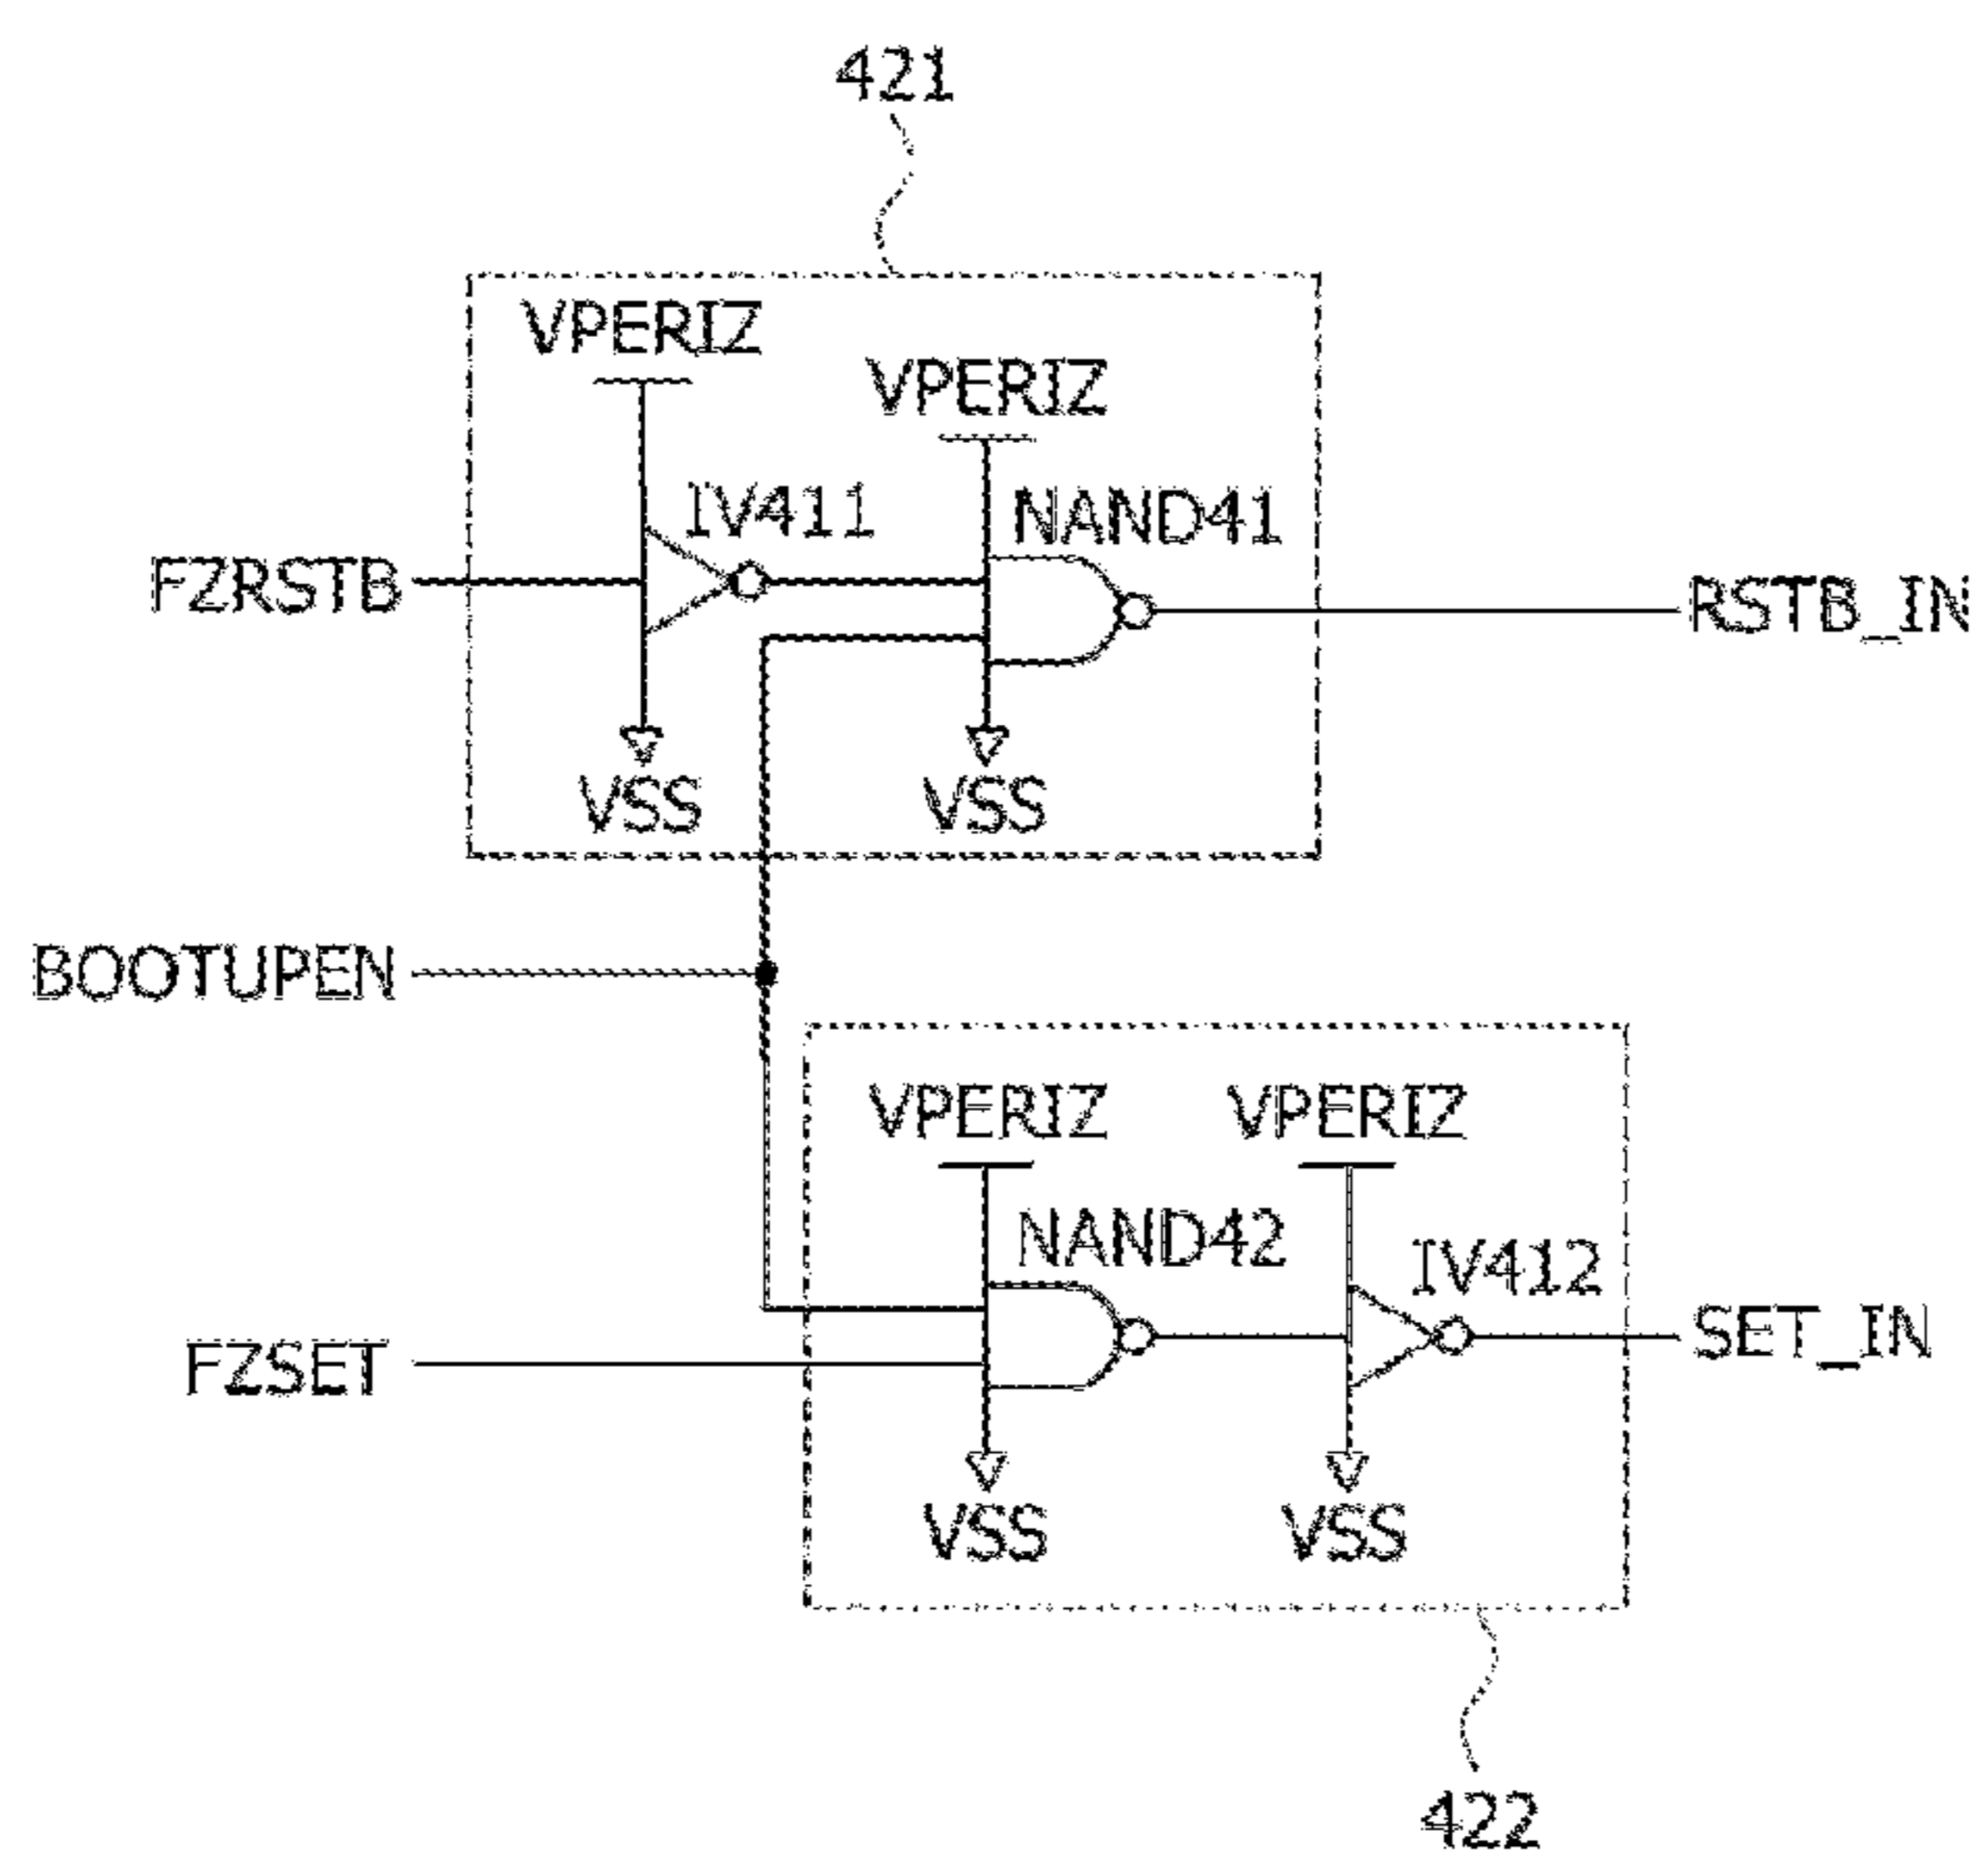 421
VPERIZ
VPERIZ
IV411
NAND41
FZRSTB
RSTB_IN
VSS
VSS
BOOTUPEN
VPERIZ
VPERIZ
NAND42
IV412
SET_IN
FZSET
VSS
VSS
422